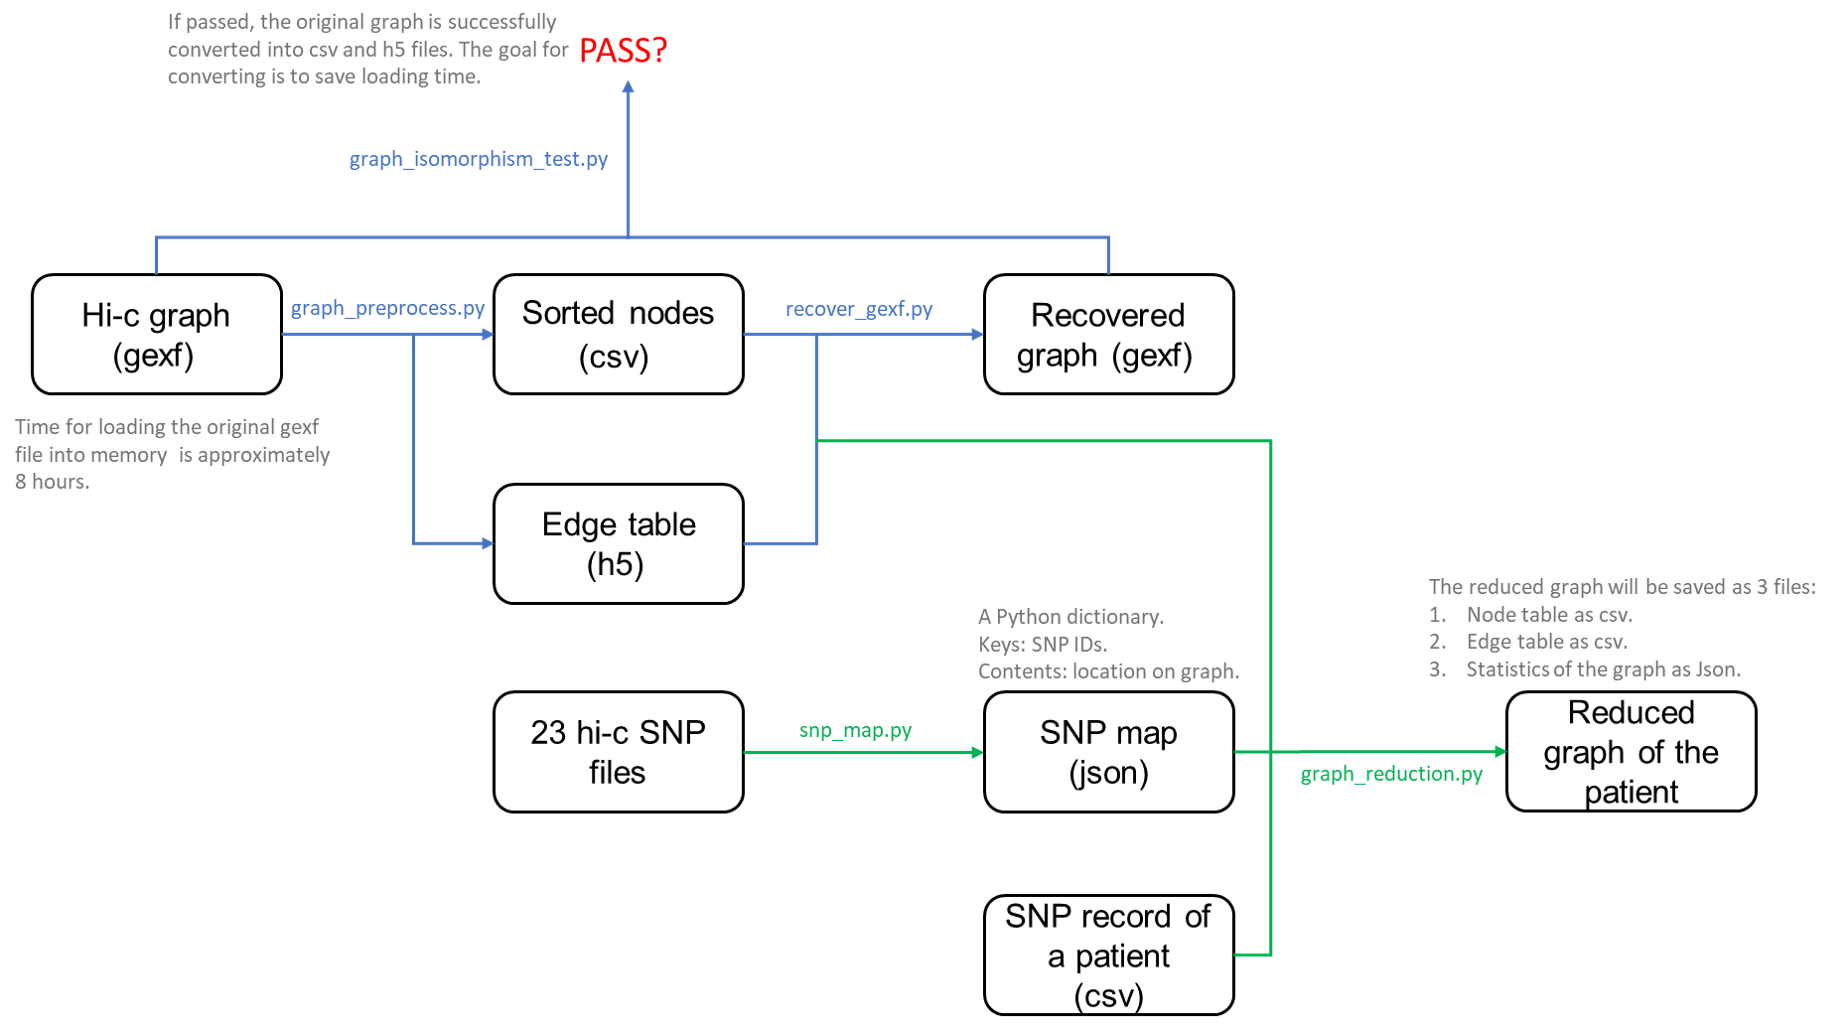 If passed, the original graph is successfully
converted into csv and h5 files. The goal for
converting is to save loading time.
PASS?
graph_isomorphism_test.py
Hi-c graph
(gexf)
graph_preprocess.py
Sorted nodes
(csv)
recover_gexf.py
Recovered
graph (gexf)
Time for loading the original gexf
file into memory is approximately
8 hours.
Edge table
(h5)
A Python dictionary.
Keys: SNP IDs.
Contents: location on graph.
The reduced graph will be saved as 3 files:
1. Node table as csv.
2. Edge table as csv.
3. Statistics of the graph as Json.
23 hi-c SNP
files
snp_map.py
SNP map
(json)
graph_reduction.py
Reduced
graph of the
patient
SNP record of
a patient
(csv)